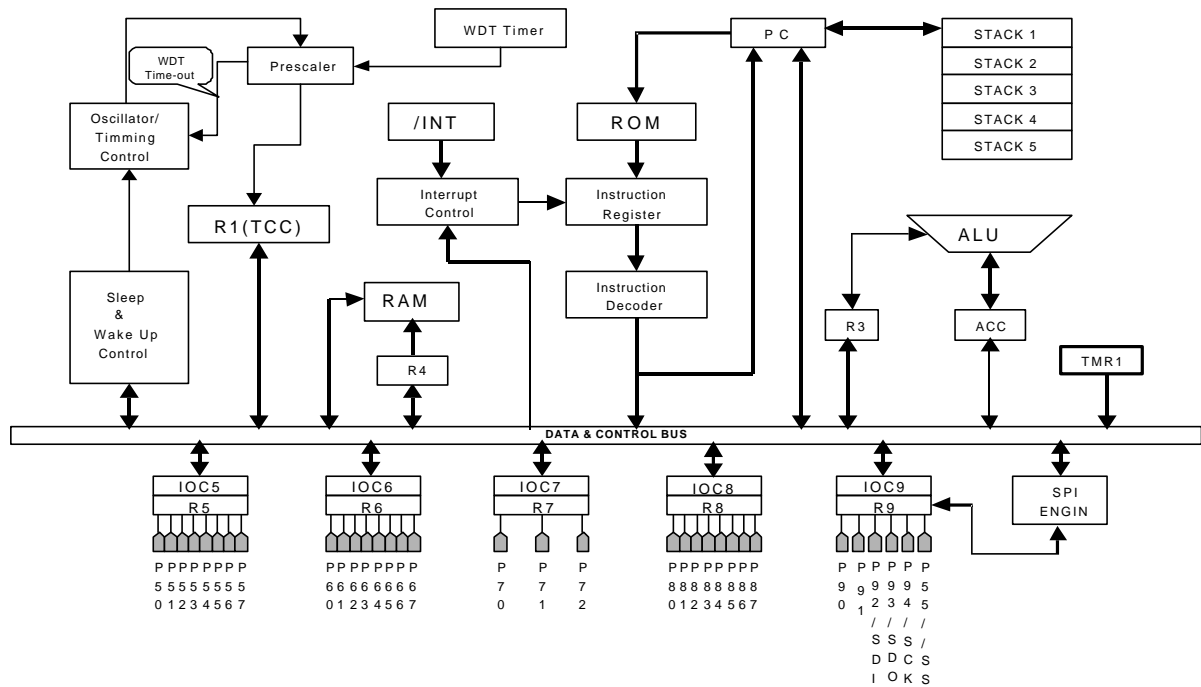 WDT Timer
P C
STACK 1
STACK 2
STACK 3
STACK 4
STACK 5
WDT
Time-out
Prescaler
Oscillator/
Timming
Control
/INT
ROM
Interrupt
Control
Instruction
Register
R1(TCC)
ALU
Sleep
&
Wake Up
Control
RAM
Instruction
Decoder
R3
ACC
R4
TMR1
DATA & CONTROL BUS
IOC5
R5
IOC6
R6
IOC7
R7
IOC8
R8
IOC9
R9
SPI
ENGIN
P50
P51
P52
P53
P54
P55
P56
P57
P60
P61
P62
P63
P64
P65
P66
P67
P70
P71
P72
P80
P81
P82
P83
P84
P85
P86
P87
P90
P91
P92/SDI
P93/SDO
P94/SCK
P55//SS